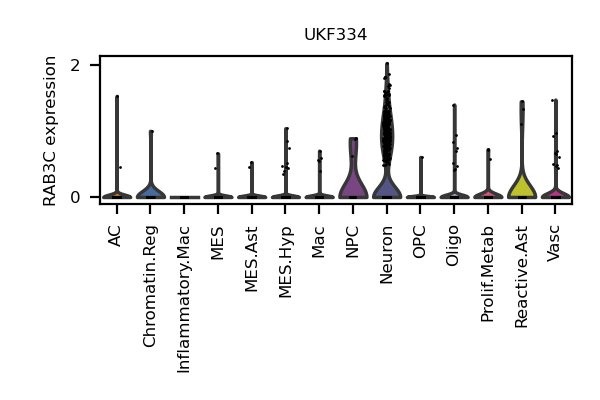 UKF334
RAB3C expression
2
0
AC
Chromatin.Reg
Inflammatory.Mac
MES
MES.Ast
MES.Hyp
Mac
NPC
Neuron
OPC
Oligo
Prolif.Metab
Reactive.Ast
Vasc